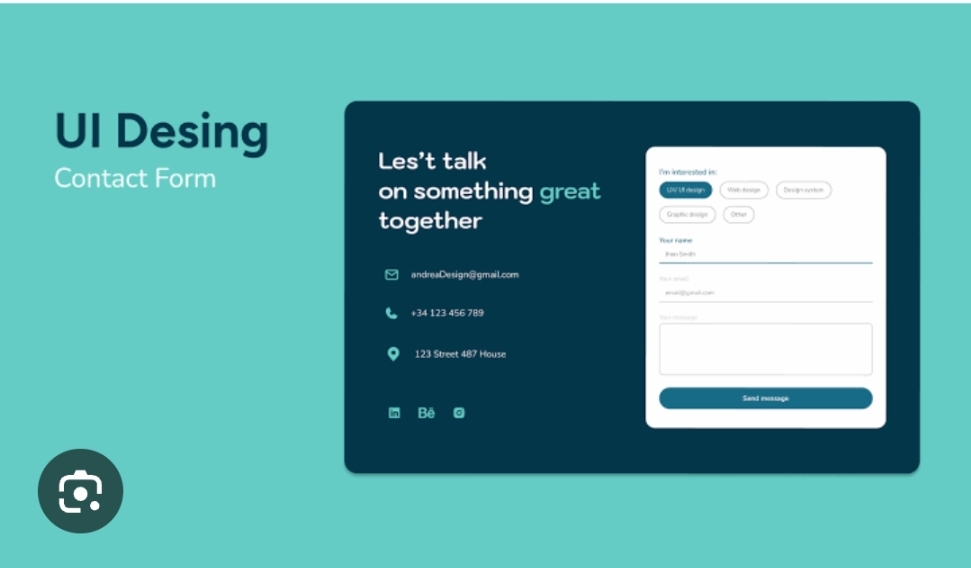 UI Desing
Contact Form
Les't talk
on something great
together
andreaDesign@gmail.com
+34 123 456 789
123 Street 487 House
Bē
I'm interested in:
UX/ UI design
Web design
Design system
Graphic design
Other
Your name
Jhon Smith
Your email
email@gmail.com
Your message
Send message